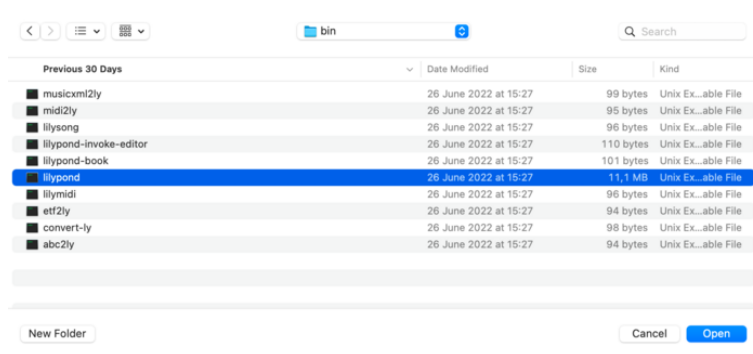 bin
Search
Previous 30 Days Date Modified Size Kind
musicxml2ly 26 June 2022 at 15:27 99 bytes Unix Ex...able File
midi2ly 26 June 2022 at 15:27 95 bytes Unix Ex...able File
lilysong 26 June 2022 at 15:27 96 bytes Unix Ex...able File
lilypond-invoke-editor 26 June 2022 at 15:27 110 bytes Unix Ex...able File
lilypond-book 26 June 2022 at 15:27 101 bytes Unix Ex...able File
lilypond 26 June 2022 at 15:27 11,1 MB Unix Ex...able File
lilymidi 26 June 2022 at 15:27 96 bytes Unix Ex...able File
etf2ly 26 June 2022 at 15:27 94 bytes Unix Ex...able File
convert-ly 26 June 2022 at 15:27 98 bytes Unix Ex...able File
abc2ly 26 June 2022 at 15:27 94 bytes Unix Ex...able File
New Folder Cancel Open